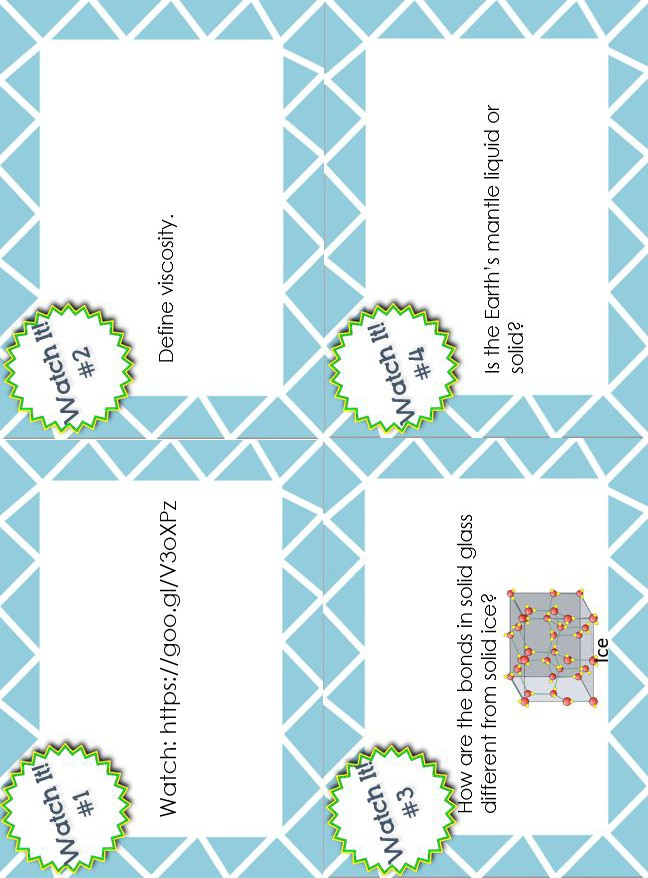 Watch It!
#1
Watch: https://goo.gl/V3oXPz
Watch It!
#2
Define viscosity.
Watch It!
#3
How are the bonds in solid glass
different from solid ice?
Ice
Watch It!
#4
Is the Earth's mantle liquid or
solid?